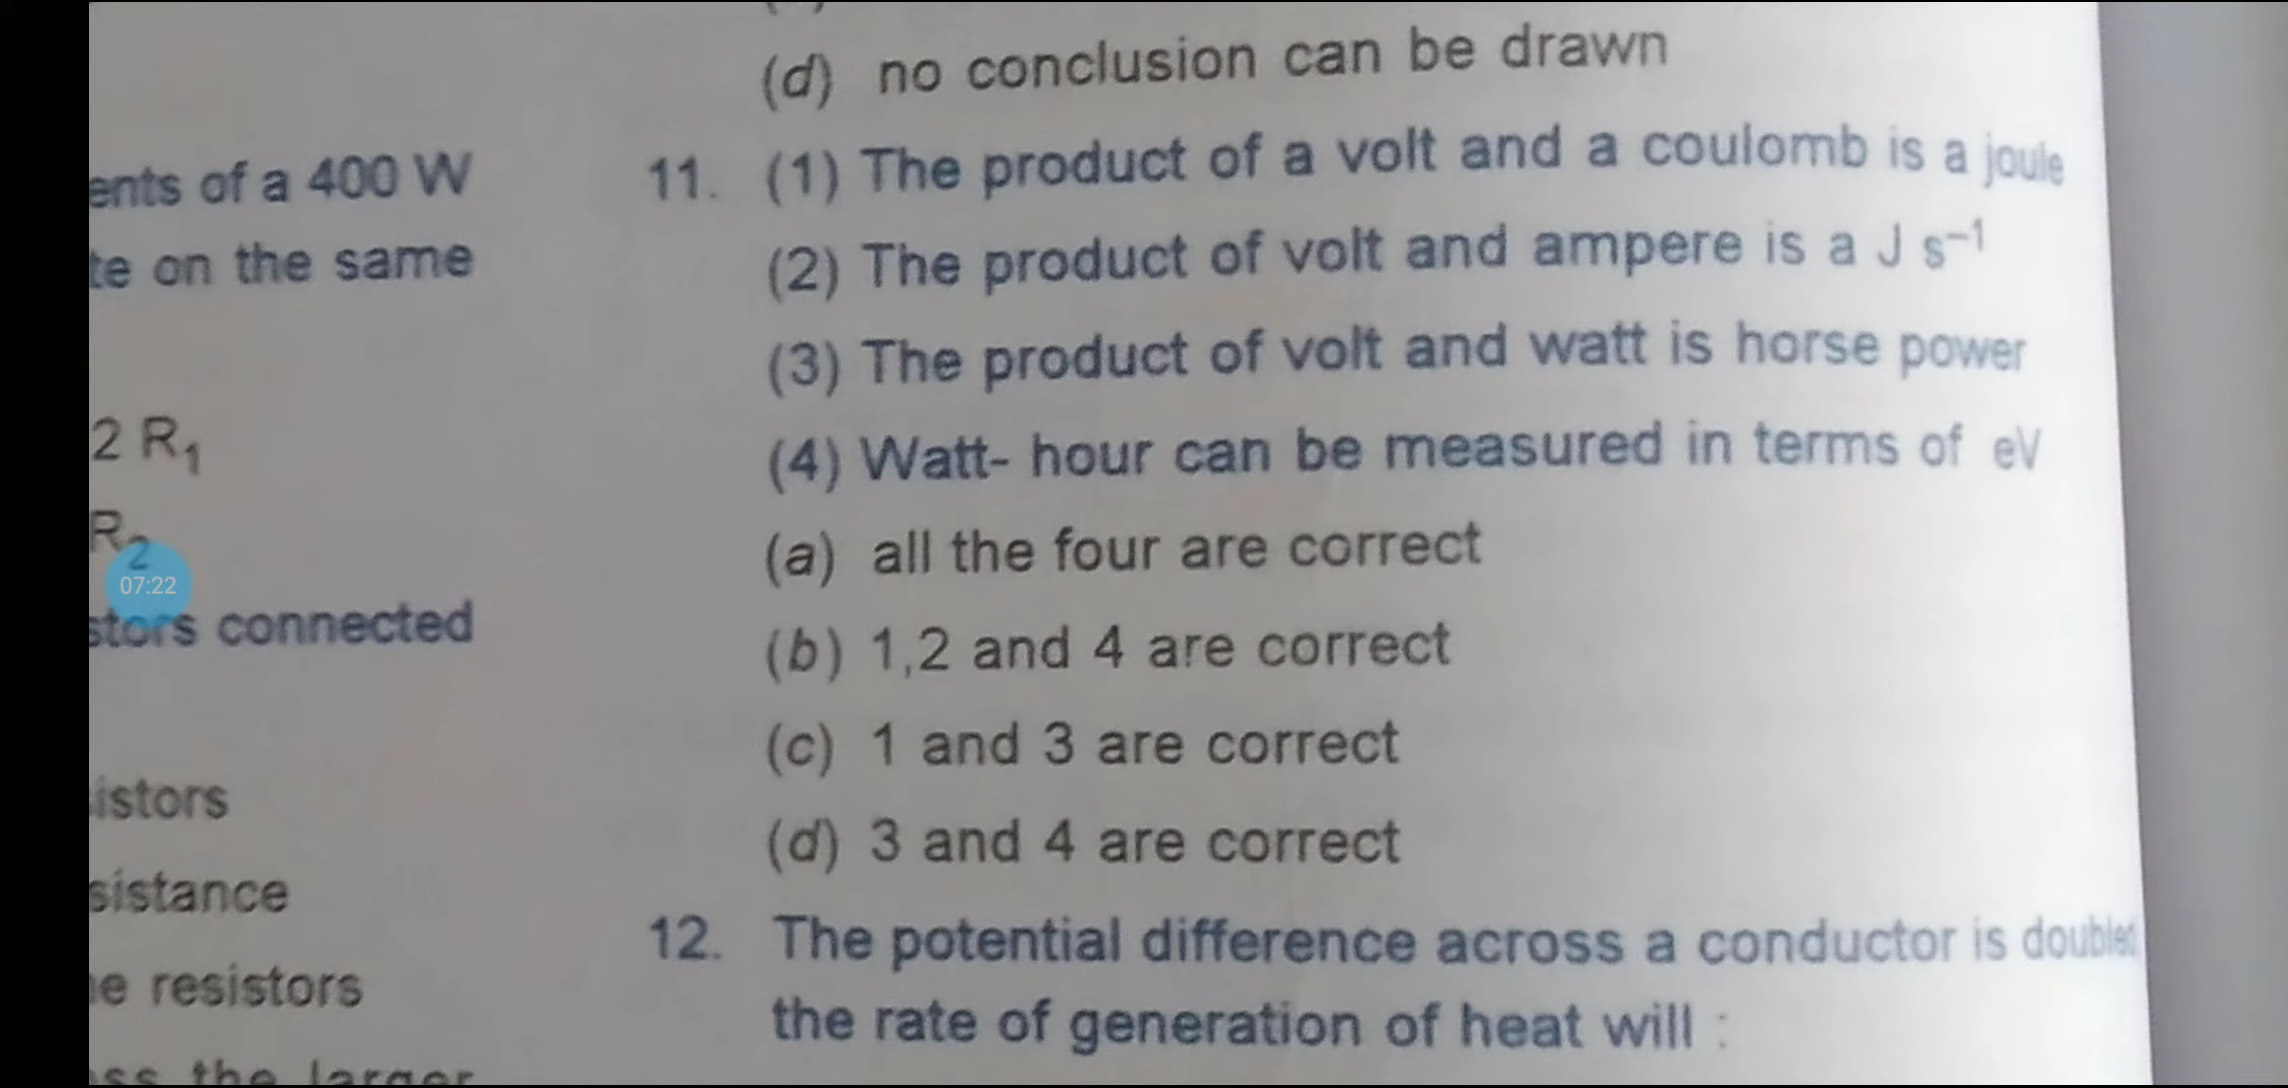 ents of a 400 W
te on the same
2 R₁
R₂
07:22
stors connected
istors
sistance
e resistors
ss the larger
(d) no conclusion can be drawn
11. (1) The product of a volt and a coulomb is a joule
(2) The product of volt and ampere is a J s⁻¹
(3) The product of volt and watt is horse power
(4) Watt- hour can be measured in terms of eV
(a) all the four are correct
(b) 1,2 and 4 are correct
(c) 1 and 3 are correct
(d) 3 and 4 are correct
12. The potential difference across a conductor is doubled
the rate of generation of heat will :